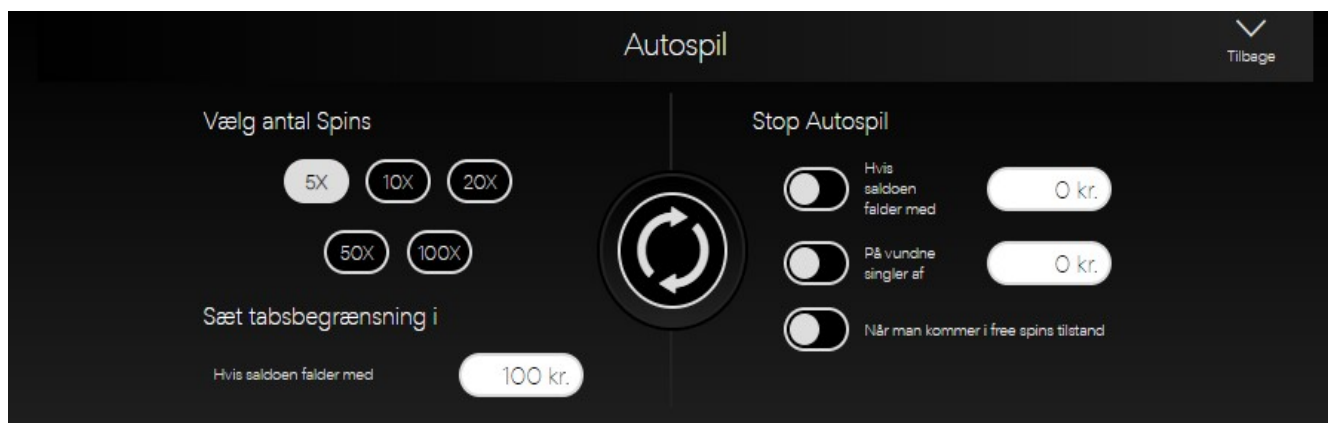 Autospil
Tilbage
Vælg antal Spins
5X 10X 20X
50X 100X
Sæt tabsbegrænsning i
Hvis saldoen falder med 100 kr.
Stop Autospil
Hvis
saldoen
falder med
0 kr.
På vundne
singler af
0 kr.
Når man kommer i free spins tilstand